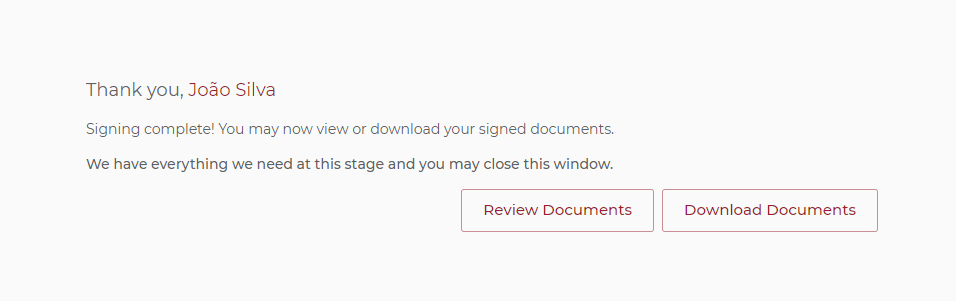 Thank you, João Silva
Signing complete! You may now view or download your signed documents.
We have everything we need at this stage and you may close this window.
Review Documents
Download Documents